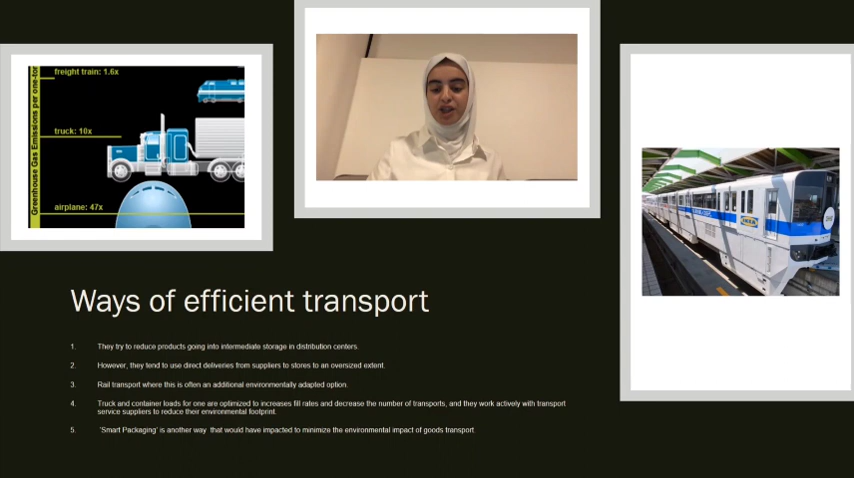 Greenhouse Gas Emissions per one-to
freight train: 1.6x
truck: 10x
airplane: 47x
IKEA
Ways of efficient transport
1. They try to reduce products going into intermediate storage in distribution centers.
2. However, they tend to use direct deliveries from suppliers to stores to an oversized extent.
3. Rail transport where this is often an additional environmentally adapted option.
4. Truck and container loads for one are optimized to increases fill rates and decrease the number of transports, and they work actively with transport
service suppliers to reduce their environmental footprint.
5. 'Smart Packaging' is another way that would have impacted to minimize the environmental impact of goods transport.